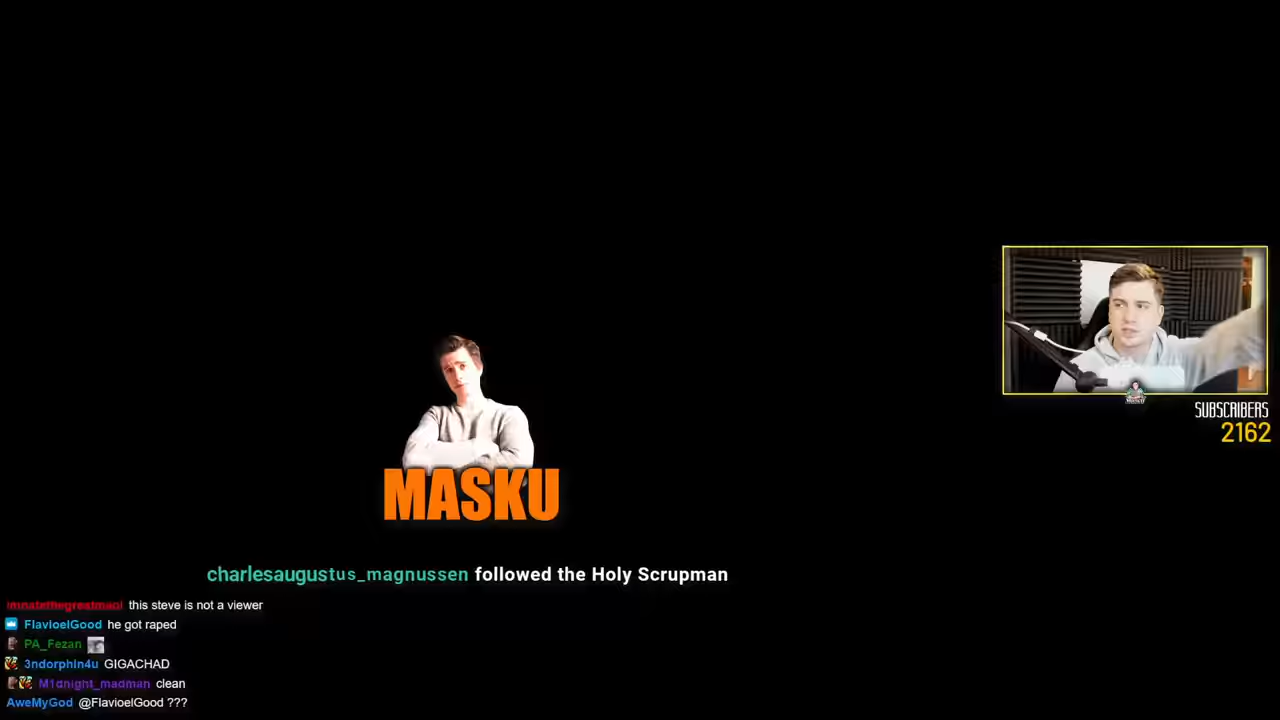 SUBSCRIBERS
2162
MASKU
charlesaugustus_magnussen followed the Holy Scrupman
this steve is not a viewer
FlavioelGood he got raped
PA_Fezan
3ndorphin4u GIGACHAD
M1dnight_madman clean
AweMyGod @FlavioelGood ???